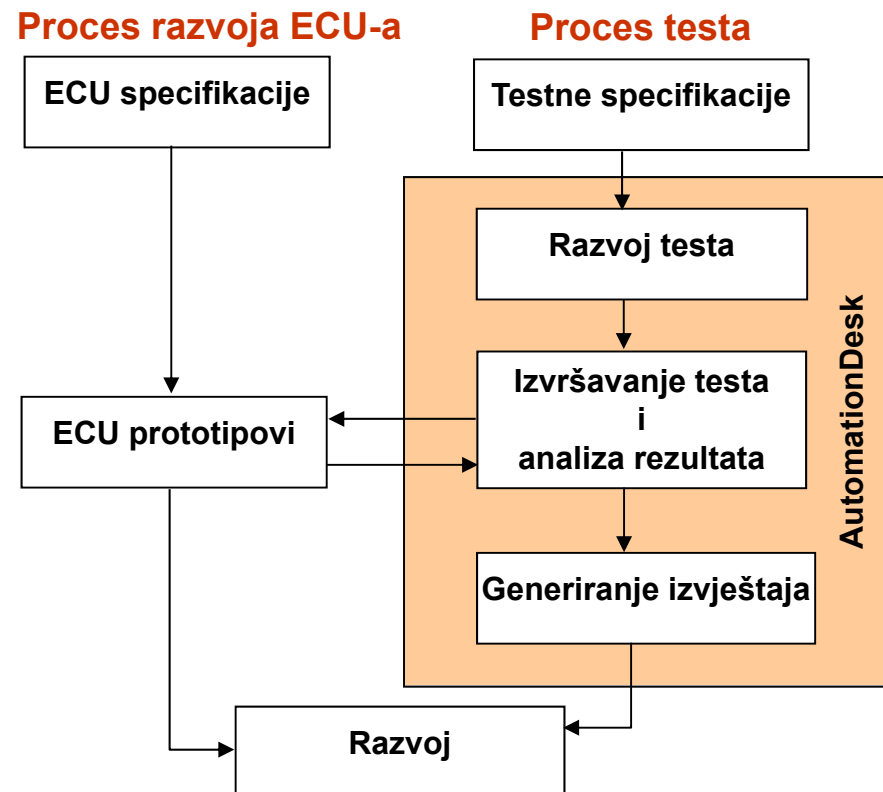 Proces razvoja ECU-a
Proces testa
ECU specifikacije
Testne specifikacije
Razvoj testa
Izvršavanje testa
i
analiza rezultata
ECU prototipovi
AutomationDesk
Generiranje izvještaja
Razvoj